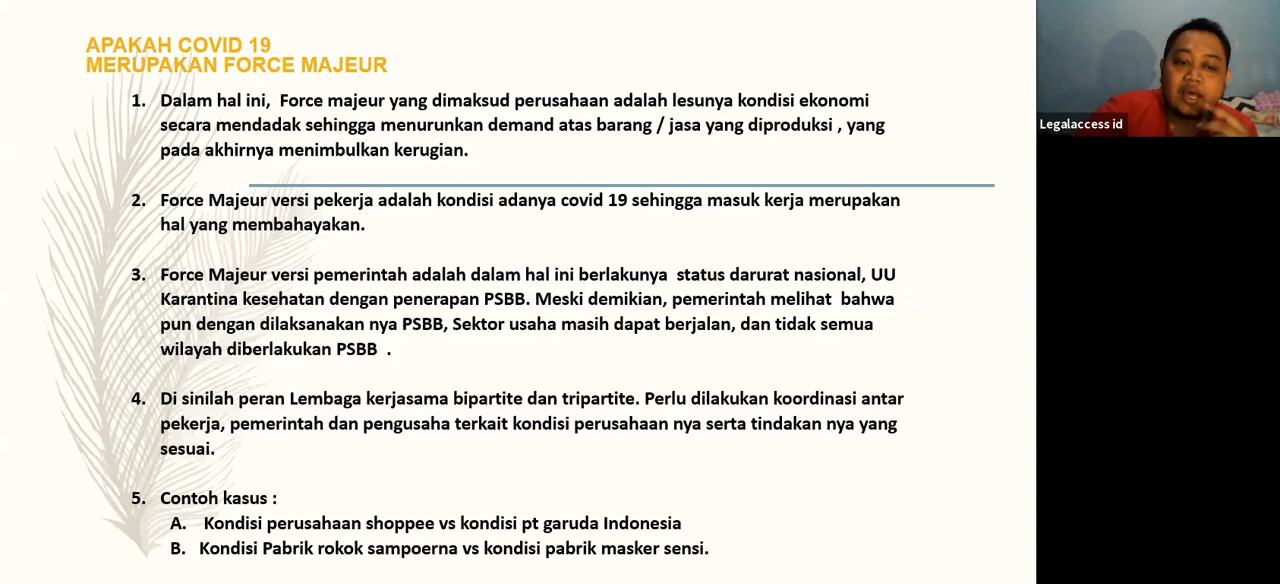 APAKAH COVID 19
MERUPAKAN FORCE MAJEUR
1. Dalam hal ini, Force majeur yang dimaksud perusahaan adalah lesunya kondisi ekonomi
secara mendadak sehingga menurunkan demand atas barang / jasa yang diproduksi , yang
pada akhirnya menimbulkan kerugian.
2. Force Majeur versi pekerja adalah kondisi adanya covid 19 sehingga masuk kerja merupakan
hal yang membahayakan.
3. Force Majeur versi pemerintah adalah dalam hal ini berlakunya status darurat nasional, UU
Karantina kesehatan dengan penerapan PSBB. Meski demikian, pemerintah melihat bahwa
pun dengan dilaksanakan nya PSBB, Sektor usaha masih dapat berjalan, dan tidak semua
wilayah diberlakukan PSBB .
4. Di sinilah peran Lembaga kerjasama bipartite dan tripartite. Perlu dilakukan koordinasi antar
pekerja, pemerintah dan pengusaha terkait kondisi perusahaan nya serta tindakan nya yang
sesuai.
5. Contoh kasus :
A. Kondisi perusahaan shoppee vs kondisi pt garuda Indonesia
B. Kondisi Pabrik rokok sampoerna vs kondisi pabrik masker sensi.
Legalaccess id